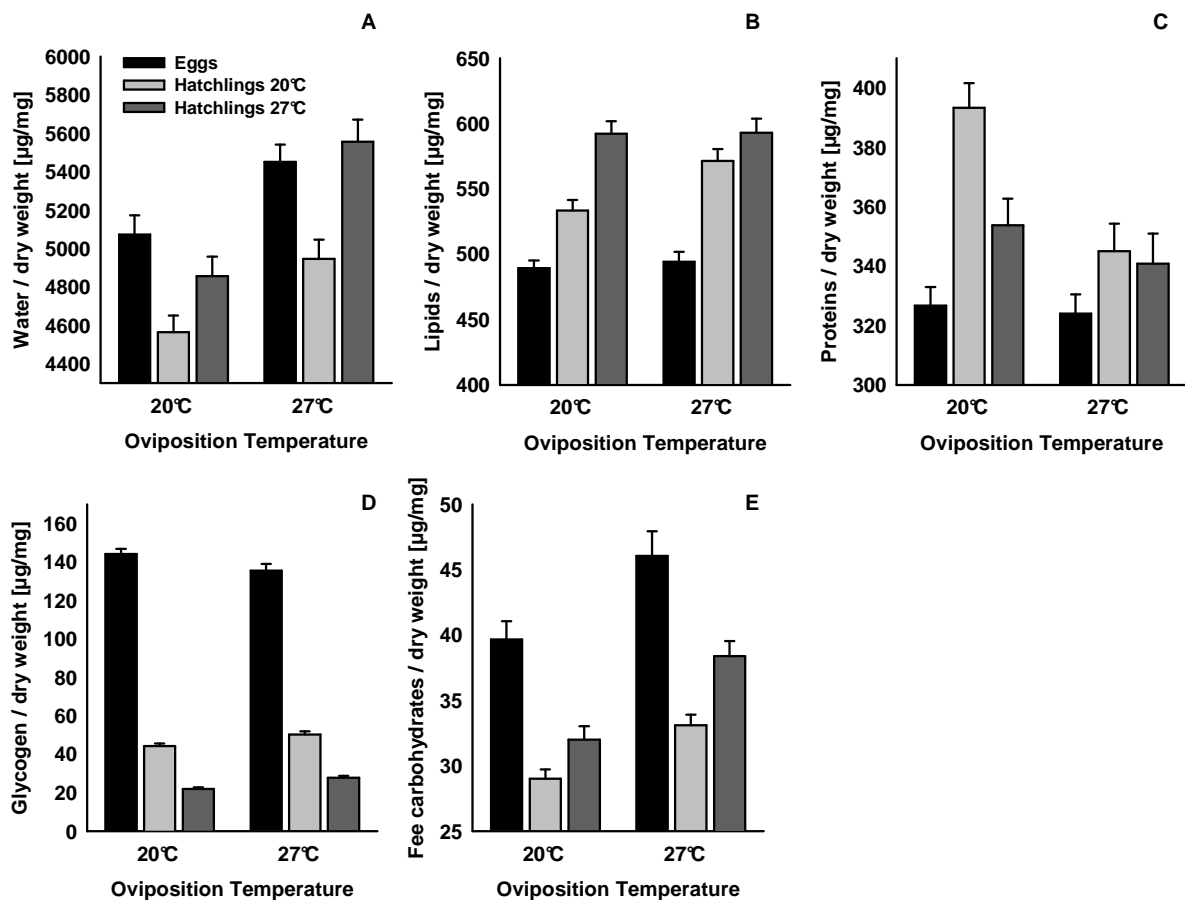 A
Water / dry weight [µg/mg]
6000
5800
5600
5400
5200
5000
4800
4600
4400
Eggs
Hatchlings 20°C
Hatchlings 27°C
20°C 27°C
Oviposition Temperature
B
Lipids / dry weight [µg/mg]
650
600
550
500
450
400
20°C 27°C
Oviposition Temperature
C
Proteins / dry weight [µg/mg]
400
380
360
340
320
300
20°C 27°C
Oviposition Temperature
D
Glycogen / dry weight [µg/mg]
160
140
120
100
80
60
40
20
0
20°C 27°C
Oviposition Temperature
E
Fee carbohydrates / dry weight [µg/mg]
50
45
40
35
30
25
20°C 27°C
Oviposition Temperature